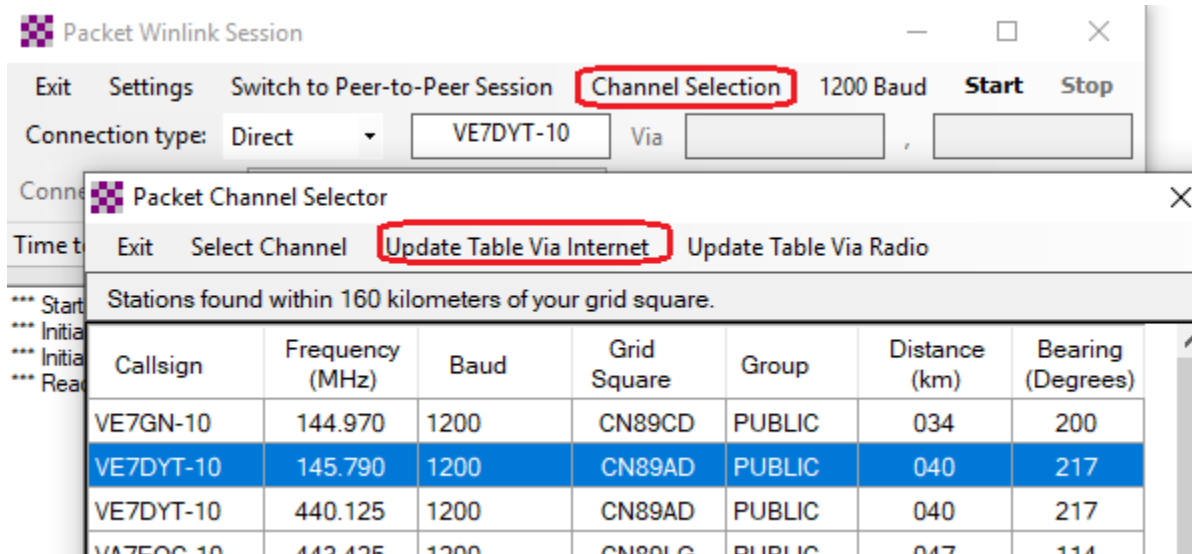 Packet Winlink Session
Exit Settings Switch to Peer-to-Peer Session Channel Selection 1200 Baud Start Stop
Connection type: Direct VE7DYT-10 Via ,
Packet Channel Selector
Exit Select Channel Update Table Via Internet Update Table Via Radio
Stations found within 160 kilometers of your grid square.
*** Start
*** Initia
*** Initia
*** Read
Callsign Frequency (MHz) Baud Grid Square Group Distance (km) Bearing (Degrees)
VE7GN-10 144.970 1200 CN89CD PUBLIC 034 200
VE7DYT-10 145.790 1200 CN89AD PUBLIC 040 217
VE7DYT-10 440.125 1200 CN89AD PUBLIC 040 217